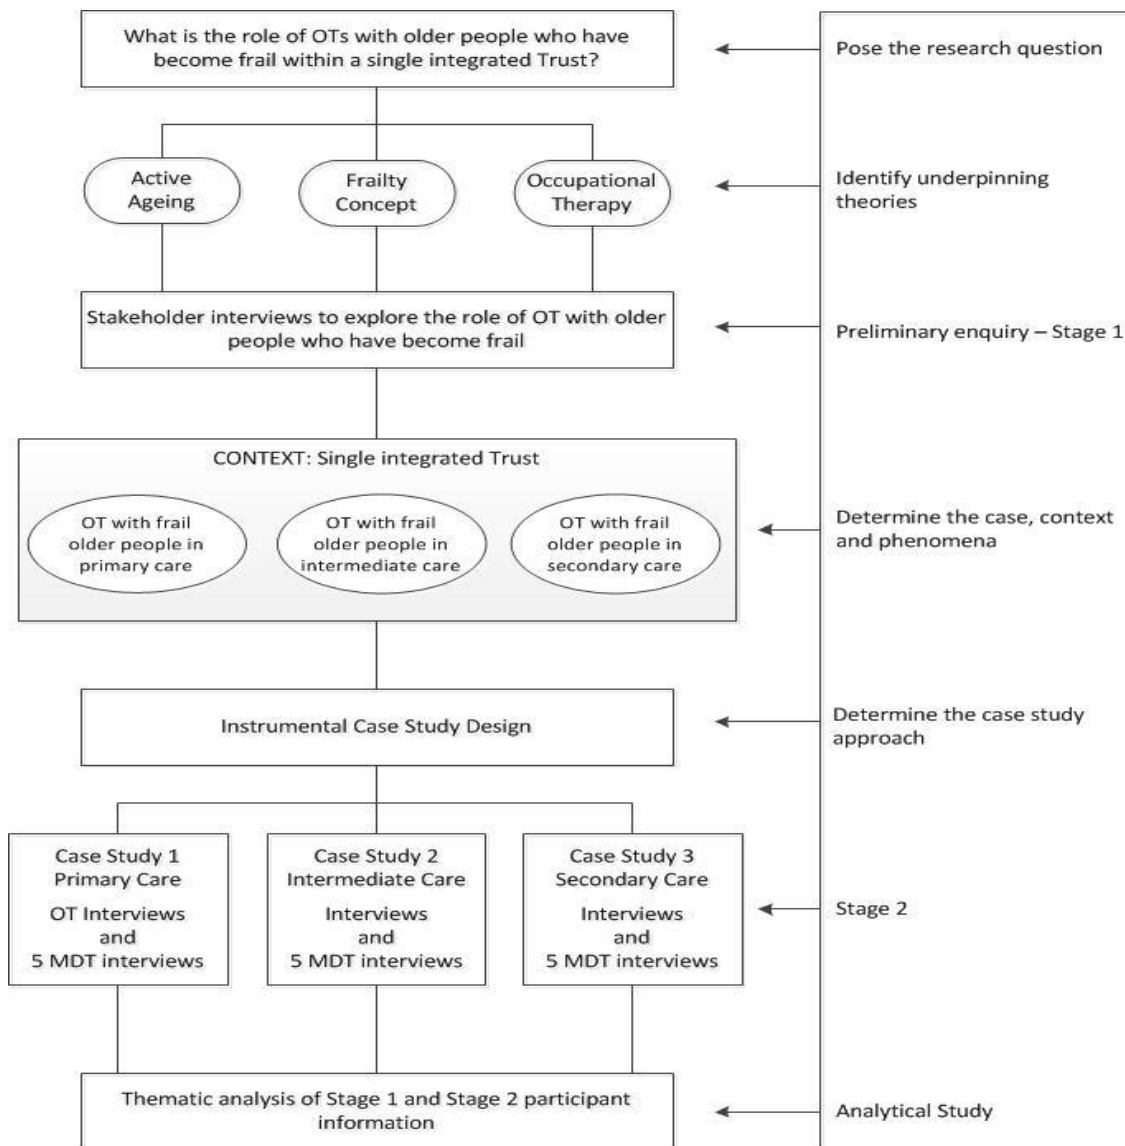 What is the role of OTs with older people who have
become frail within a single integrated Trust?
Pose the research question
Active
Ageing
Frailty
Concept
Occupational
Therapy
Identify underpinning
theories
Stakeholder interviews to explore the role of OT with older
people who have become frail
Preliminary enquiry – Stage 1
CONTEXT: Single integrated Trust
OT with frail
older people in
primary care
OT with frail
older people in
intermediate care
OT with frail
older people in
secondary care
Determine the case, context
and phenomena
Instrumental Case Study Design
Determine the case study
approach
Case Study 1
Primary Care
OT Interviews
and
5 MDT interviews
Case Study 2
Intermediate Care
Interviews
and
5 MDT interviews
Case Study 3
Secondary Care
Interviews
and
5 MDT interviews
Stage 2
Thematic analysis of Stage 1 and Stage 2 participant
information
Analytical Study